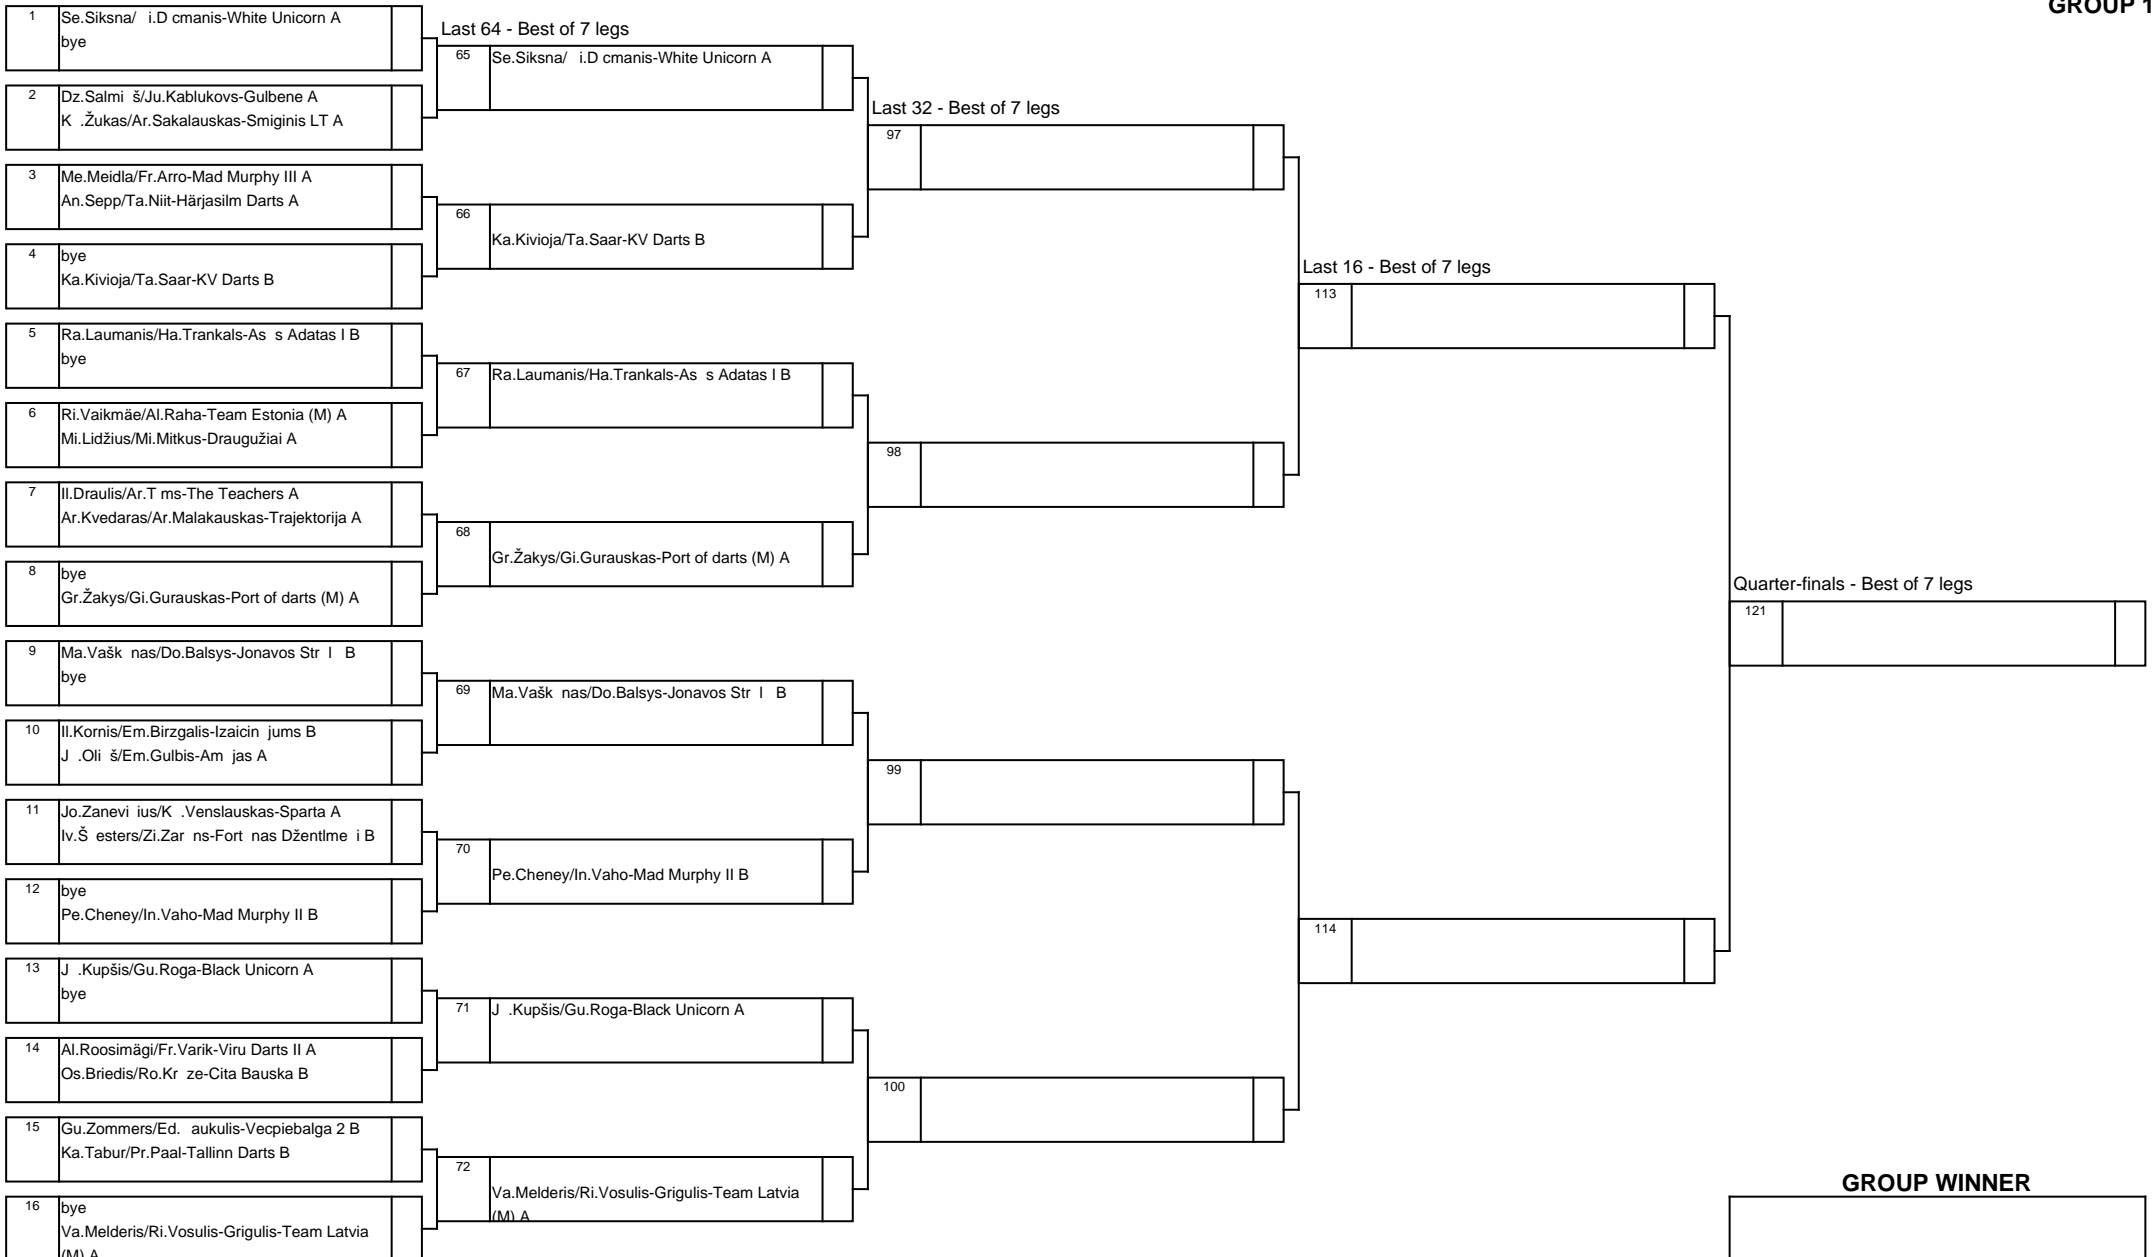 GROUP 1
1
Se.Siksna/ i.D cmanis-White Unicorn A
bye
2
Dz.Salmi š/Ju.Kablukovs-Gulbene A
K .Žukas/Ar.Sakalauskas-Smiginis LT A
3
Me.Meidla/Fr.Arro-Mad Murphy III A
An.Sepp/Ta.Niit-Härjasilm Darts A
4
bye
Ka.Kivioja/Ta.Saar-KV Darts B
5
Ra.Laumanis/Ha.Trankals-As s Adatas I B
bye
6
Ri.Vaikmäe/Al.Raha-Team Estonia (M) A
Mi.Lidžius/Mi.Mitkus-Draugužiai A
7
Il.Draulis/Ar.T ms-The Teachers A
Ar.Kvedaras/Ar.Malakauskas-Trajektorija A
8
bye
Gr.Žakys/Gi.Gurauskas-Port of darts (M) A
9
Ma.Vašk nas/Do.Balsys-Jonavos Str l B
bye
10
Il.Kornis/Em.Birzgalis-Izaicin jums B
J .Oli š/Em.Gulbis-Am jas A
11
Jo.Zanevi ius/K .Venslauskas-Sparta A
Iv.Š esters/Zi.Zar ns-Fort nas Džentlme i B
12
bye
Pe.Cheney/In.Vaho-Mad Murphy II B
13
J .Kupšis/Gu.Roga-Black Unicorn A
bye
14
Al.Roosimägi/Fr.Varik-Viru Darts II A
Os.Briedis/Ro.Kr ze-Cita Bauska B
15
Gu.Zommers/Ed. aukulis-Vecpiebalga 2 B
Ka.Tabur/Pr.Paal-Tallinn Darts B
16
bye
Va.Melderis/Ri.Vosulis-Grigulis-Team Latvia
(M) A
Last 64 - Best of 7 legs
65
Se.Siksna/ i.D cmanis-White Unicorn A
66
Ka.Kivioja/Ta.Saar-KV Darts B
67
Ra.Laumanis/Ha.Trankals-As s Adatas I B
68
Gr.Žakys/Gi.Gurauskas-Port of darts (M) A
69
Ma.Vašk nas/Do.Balsys-Jonavos Str l B
70
Pe.Cheney/In.Vaho-Mad Murphy II B
71
J .Kupšis/Gu.Roga-Black Unicorn A
72
Va.Melderis/Ri.Vosulis-Grigulis-Team Latvia
(M) A
Last 32 - Best of 7 legs
97
98
99
100
Last 16 - Best of 7 legs
113
114
Quarter-finals - Best of 7 legs
121
GROUP WINNER